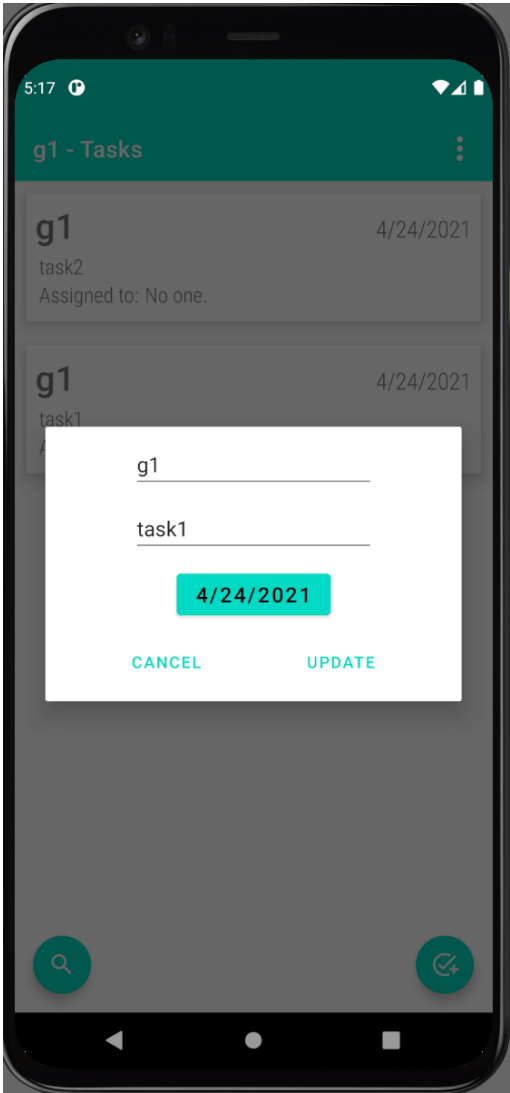 5:17
g1 - Tasks
g1
4/24/2021
task2
Assigned to: No one.
g1
4/24/2021
task1
g1
task1
4/24/2021
CANCEL
UPDATE